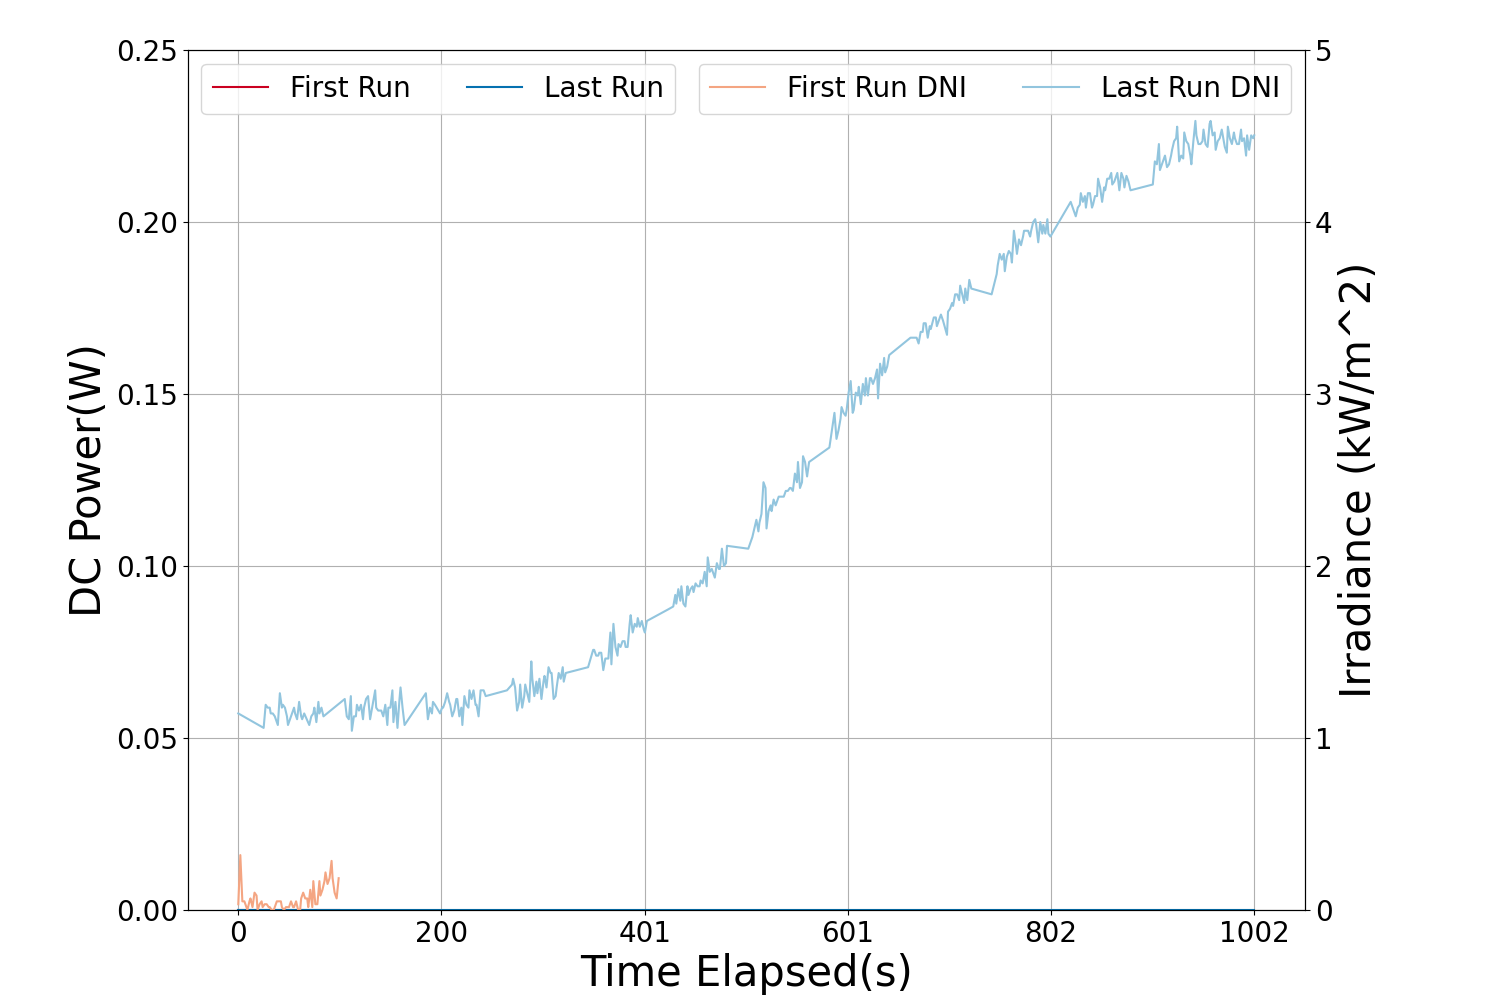 First Run
Last Run
First Run DNI
Last Run DNI
DC Power(W)
0.25
0.20
0.15
0.10
0.05
0.00
5
4
3
2
1
0
Irradiance (kW/m^2)
0 200 401 601 802 1002
Time Elapsed(s)